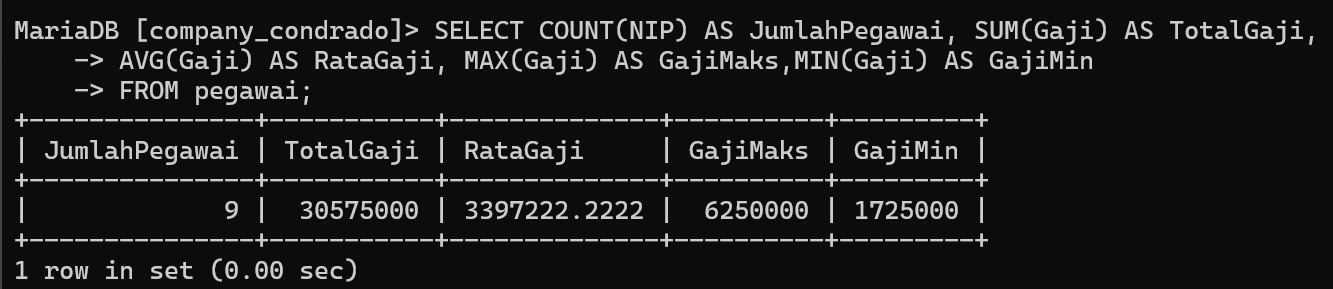 MariaDB [company_condrado]> SELECT COUNT(NIP) AS JumlahPegawai, SUM(Gaji) AS TotalGaji,
    -> AVG(Gaji) AS RataGaji, MAX(Gaji) AS GajiMaks,MIN(Gaji) AS GajiMin
    -> FROM pegawai;
+---------------+-----------+--------------+----------+---------+
| JumlahPegawai | TotalGaji | RataGaji     | GajiMaks | GajiMin |
+---------------+-----------+--------------+----------+---------+
|             9 |  30575000 | 3397222.2222 |  6250000 | 1725000 |
+---------------+-----------+--------------+----------+---------+
1 row in set (0.00 sec)